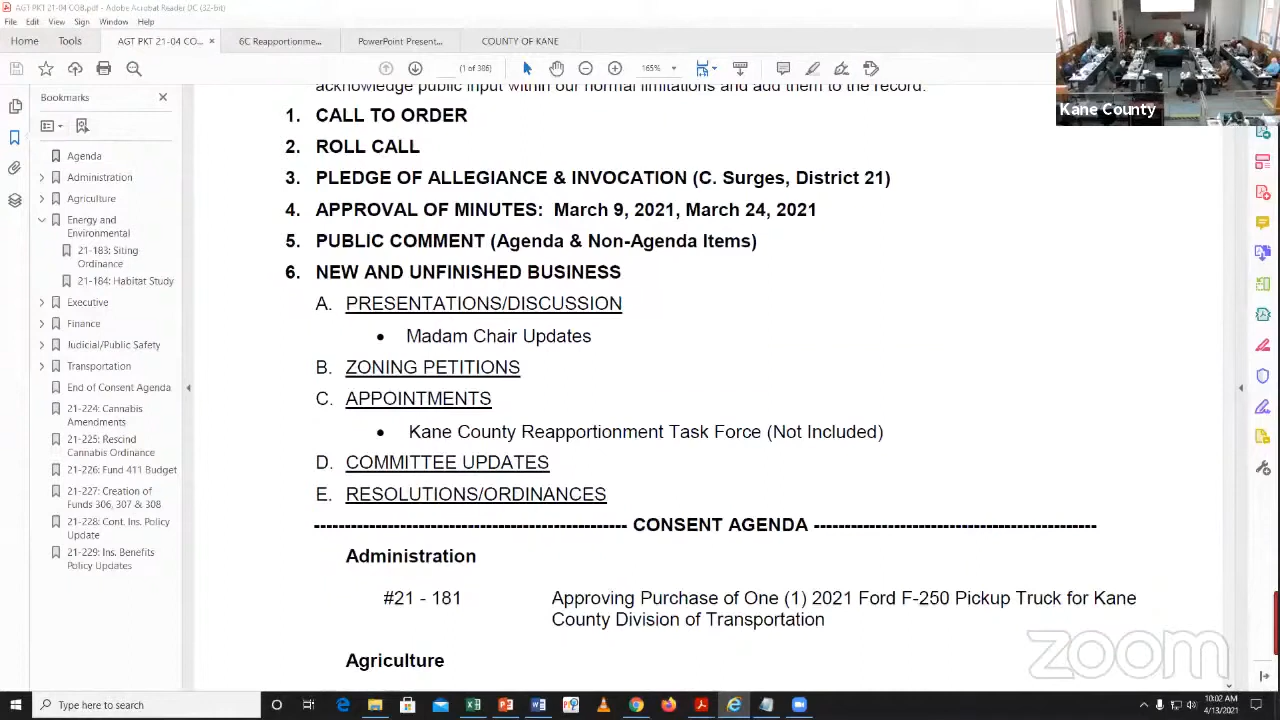 AGT PKT 21-04 COB.pdf - Adobe Acrobat Reader DC (32-Bit)
File Edit View Sign Window Help
Home Tools AGT PKT 21-04 CO... × 6C Reapportionme... PowerPoint Present... COUNTY OF KANE
(1 of 386) 165%
Kane County
Bookmarks
Agenda
Administration
Agriculture
Energy and
Environmental
21-183: Siting
Ordinance
21-184: Habitat Study
Executive
Finance
Judicial/Public Safety
Transportation
End of Consent Agenda
21-224: Cannabis
Amendments
21-225: Rescind
Cannabis Ordinance
21-226: Fund 411 Budget
21-227: Creation of
Funds 306, 307 & 308
21-228: Cont. Ins. Policy
Update
21-229: Ins. Benefits
Policy Updates
acknowledge public input within our normal limitations and add them to the record.
1. CALL TO ORDER
2. ROLL CALL
3. PLEDGE OF ALLEGIANCE & INVOCATION (C. Surges, District 21)
4. APPROVAL OF MINUTES: March 9, 2021, March 24, 2021
5. PUBLIC COMMENT (Agenda & Non-Agenda Items)
6. NEW AND UNFINISHED BUSINESS
A. PRESENTATIONS/DISCUSSION
• Madam Chair Updates
B. ZONING PETITIONS
C. APPOINTMENTS
• Kane County Reapportionment Task Force (Not Included)
D. COMMITTEE UPDATES
E. RESOLUTIONS/ORDINANCES
---------------------------------------------------- CONSENT AGENDA -----------------------------------------------
Administration
#21 - 181 Approving Purchase of One (1) 2021 Ford F-250 Pickup Truck for Kane
County Division of Transportation
Agriculture
zoom
Type here to search
10:02 AM
4/13/2021